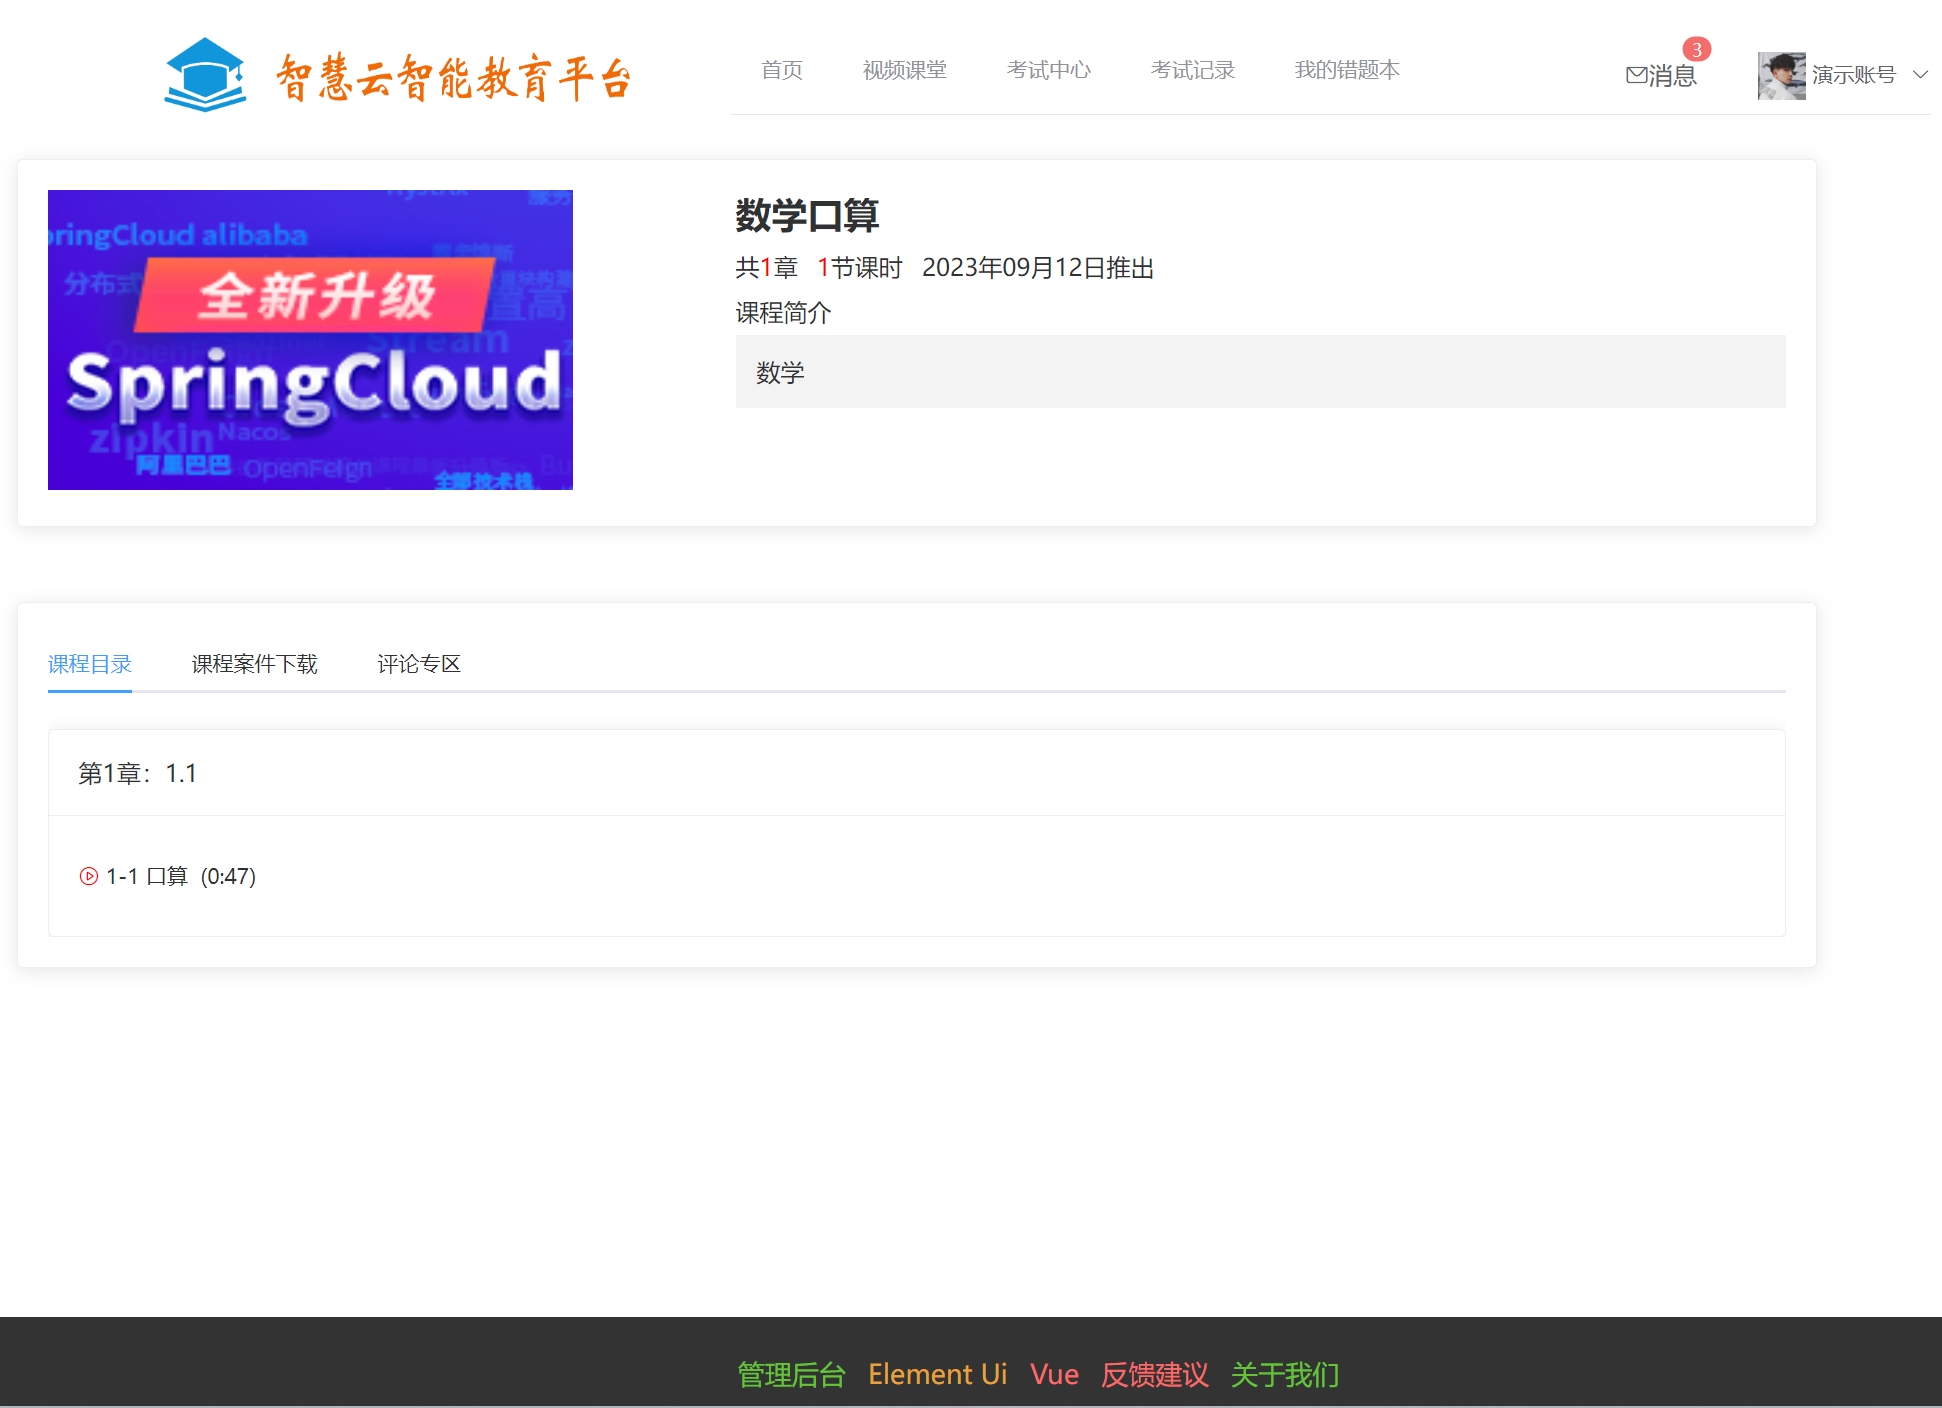 智慧云智能教育平台
首页 视频课堂 考试中心 考试记录 我的错题本
3
消息
演示账号
SpringCloud alibaba
分布式
全新升级
置高
Stream
SpringCloud
zipkin
Nacos
阿里巴巴
OpenFeign
全部技术栈
数学口算
共1章 1节课时 2023年09月12日推出
课程简介
数学
课程目录 课程案件下载 评论专区
第1章：1.1
1-1 口算 (0:47)
管理后台 Element Ui Vue 反馈建议 关于我们